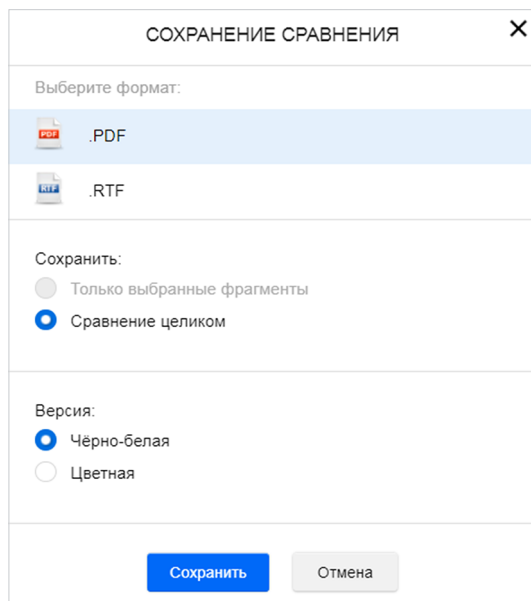 СОХРАНЕНИЕ СРАВНЕНИЯ
Выберите формат:
PDF .PDF
RTF .RTF
Сохранить:
Только выбранные фрагменты
Сравнение целиком
Версия:
Чёрно-белая
Цветная
Сохранить Отмена